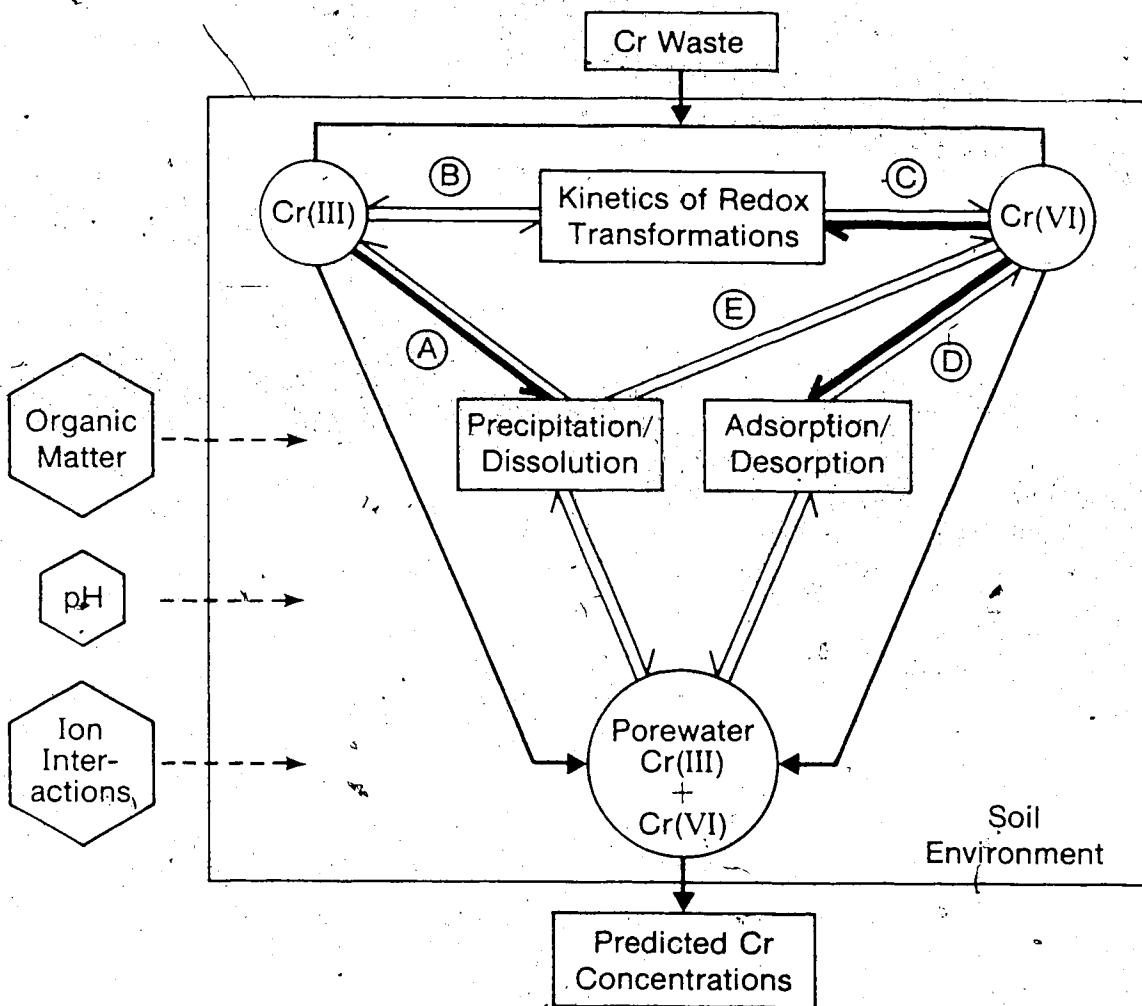 Cr Waste
B
C
Cr(III)
Kinetics of Redox
Transformations
Cr(VI)
E
A
D
Organic
Matter
Precipitation/
Dissolution
Adsorption/
Desorption
pH
Ion
Inter-
actions
Porewater
Cr(III)
+
Cr(VI)
Soil
Environment
Predicted Cr
Concentrations